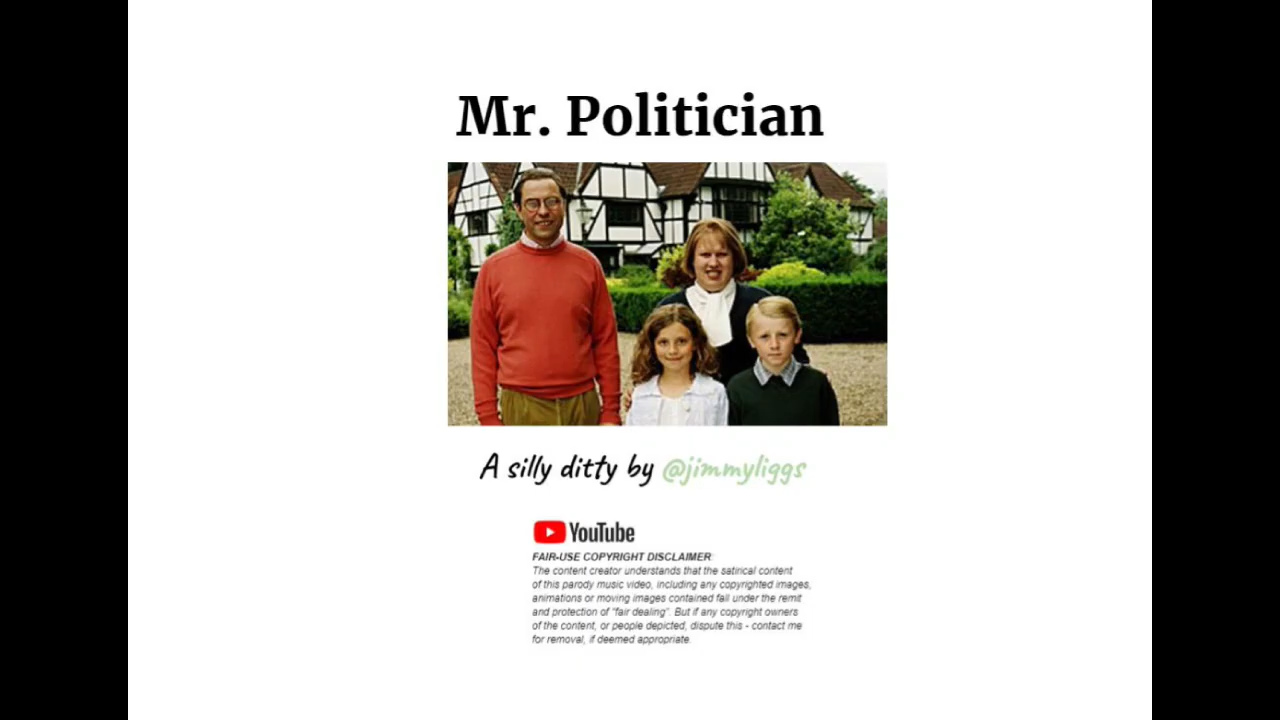 Mr. Politician
A silly ditty by @jimmyliggs
YouTube
FAIR-USE COPYRIGHT DISCLAIMER:
The content creator understands that the satirical content
of this parody music video, including any copyrighted images,
animations or moving images contained fall under the remit
and protection of "fair dealing". But if any copyright owners
of the content, or people depicted, dispute this - contact me
for removal, if deemed appropriate.